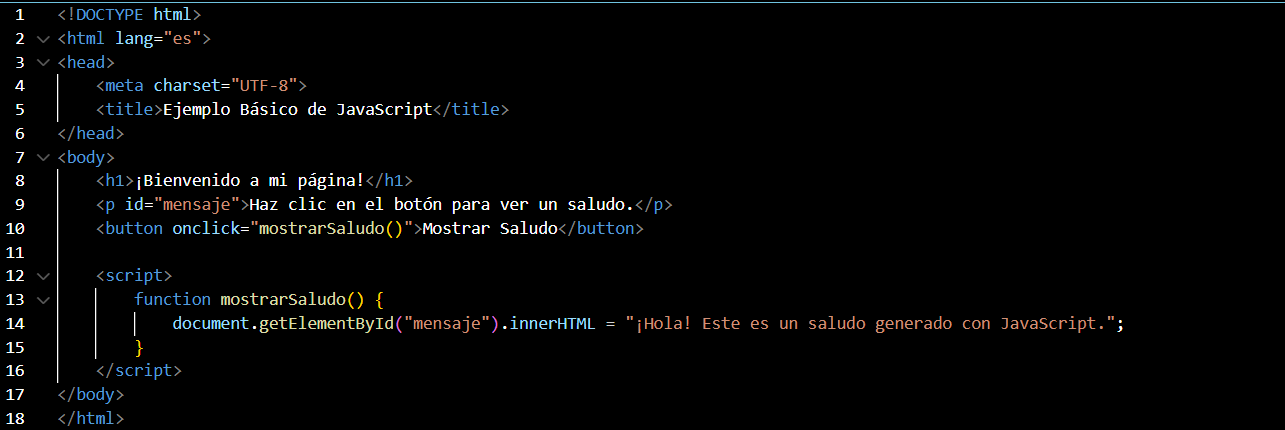 1 <!DOCTYPE html>
2 <html lang="es">
3 <head>
4     <meta charset="UTF-8">
5     <title>Ejemplo Básico de JavaScript</title>
6 </head>
7 <body>
8     <h1>¡Bienvenido a mi página!</h1>
9     <p id="mensaje">Haz clic en el botón para ver un saludo.</p>
10     <button onclick="mostrarSaludo()">Mostrar Saludo</button>
11
12     <script>
13         function mostrarSaludo() {
14             document.getElementById("mensaje").innerHTML = "¡Hola! Este es un saludo generado con JavaScript.";
15         }
16     </script>
17 </body>
18 </html>